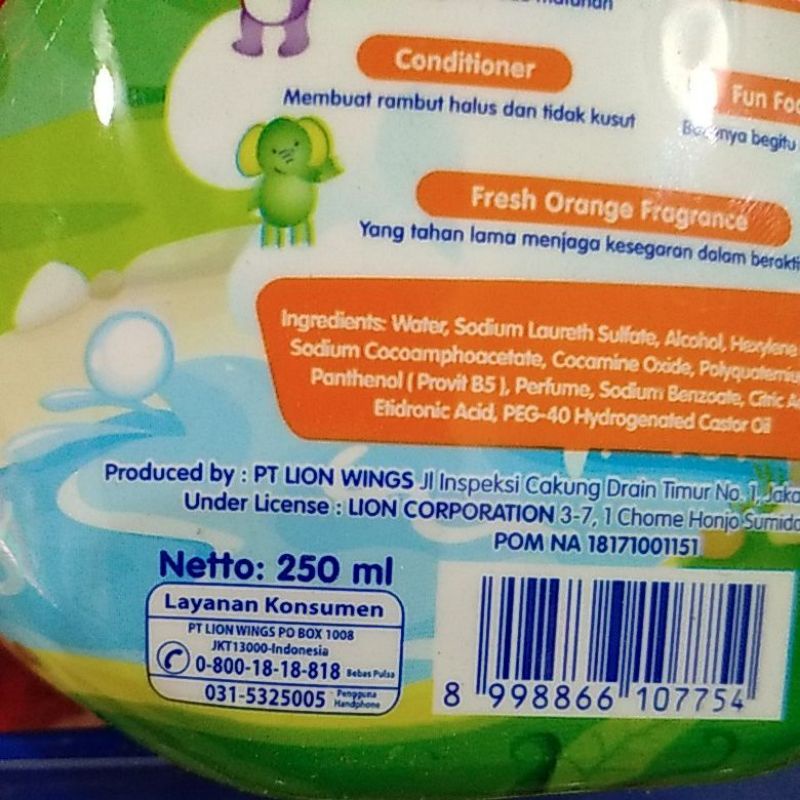 Conditioner
Membuat rambut halus dan tidak kusut
Fun
begitu
Fresh Orange Fragrance
Yang tahan lama menjaga kesegaran dalam
Ingredients: Water, Sodium Laureth Sulfate, Alcohol, Hexylene
Sodium Cocoamphoacetate, Cocamine Oxide,
Panthenol ( Provit B5 ), Perfume, Sodium Benzoate, Citric
Etidronic Acid, PEG-40 Hydrogenated Castor Oil
Produced by : PT LION WINGS Jl Inspeksi Cakung Drain Timur No. 1,
Under License : LION CORPORATION 3-7, 1 Chome Honjo
POM NA 18171001151
Netto: 250 ml
Layanan Konsumen
PT LION WINGS PO BOX 1008
JKT13000-Indonesia
0-800-18-18-818 Bebas Pulsa
031-5325005 Pengguna Handphone
8 998866 107754